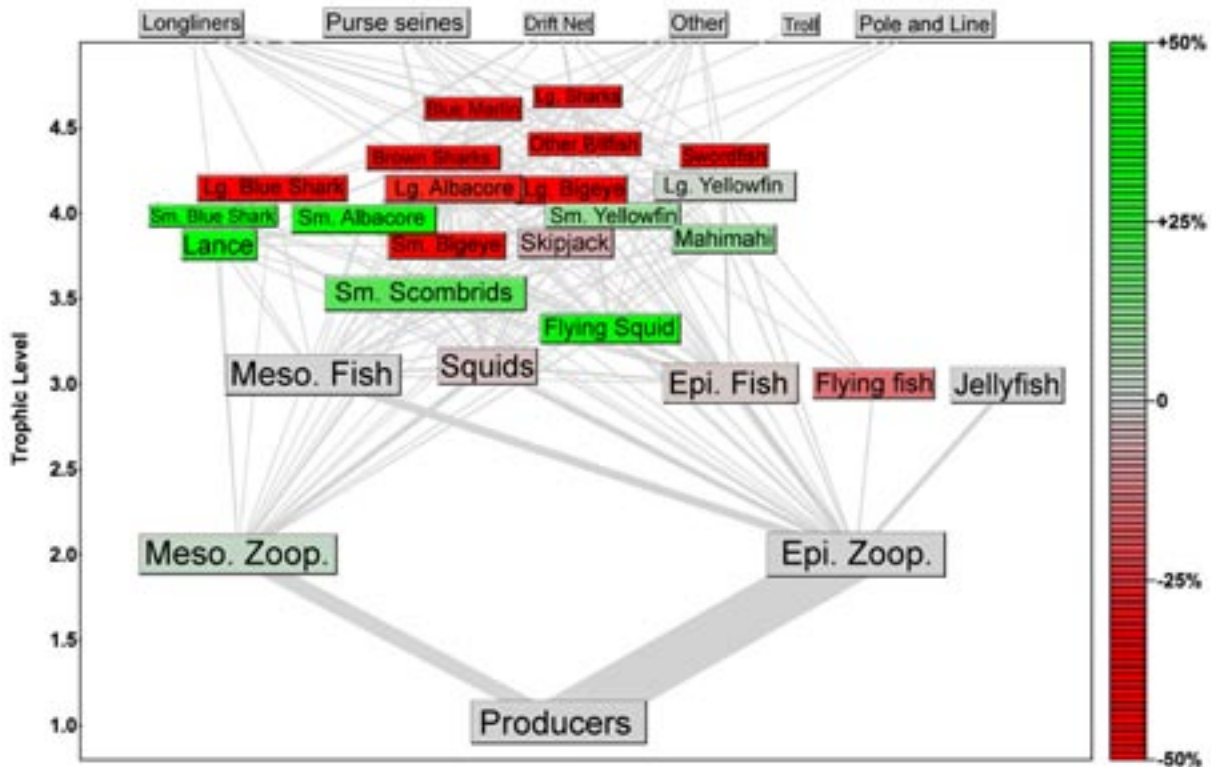 Longliners
Purse seines
Drift Net
Other
Troll
Pole and Line
+50%
Lg. Sharks
Blue Marlin
4.5
Other Billfish
Brown Sharks
Swordfish
Lg. Blue Shark
Lg. Albacore
Lg. Bigeye
Lg. Yellowfin
4.0
Sm. Blue Shark
Sm. Albacore
Sm. Yellowfin
+25%
Lance
Sm. Bigeye
Skipjack
Mahimahi
3.5
Sm. Scombrids
Flying Squid
Trophic Level
3.0
Meso. Fish
Squids
Epi. Fish
Flying fish
Jellyfish
0
2.5
2.0
Meso. Zoop.
Epi. Zoop.
-25%
1.5
1.0
Producers
-50%